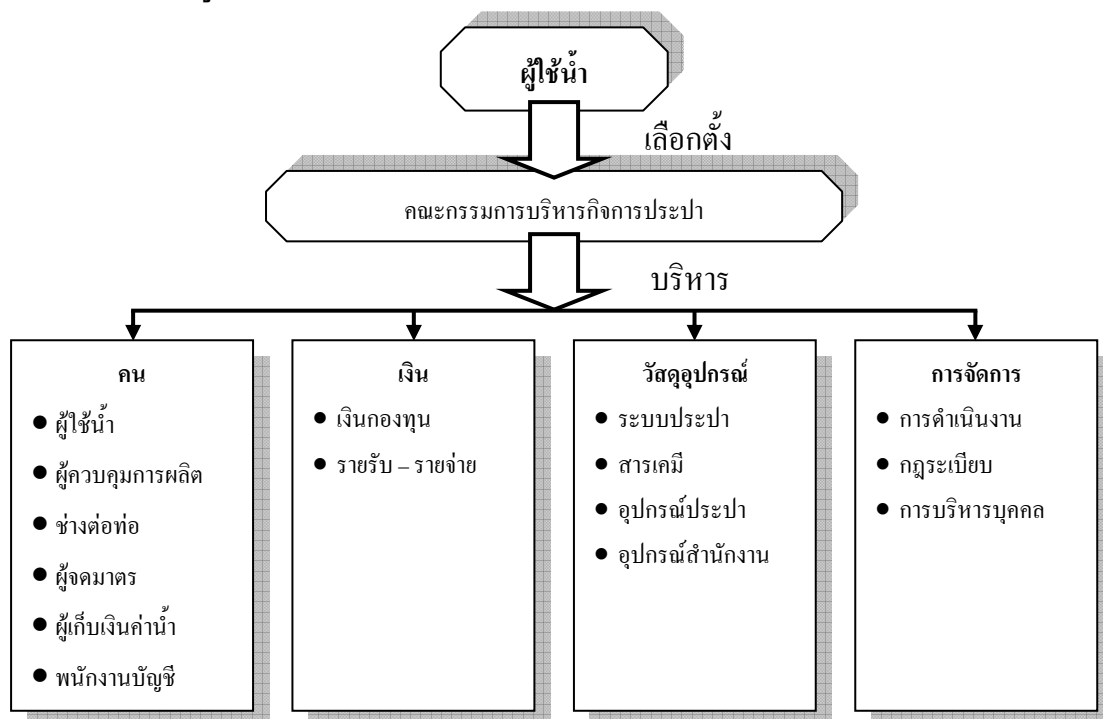 ผู้ใช้น้ำ
เลือกตั้ง
คณะกรรมการบริหารกิจการประปา
บริหาร
คน
● ผู้ใช้น้ำ
● ผู้ควบคุมการผลิต
● ช่างต่อท่อ
● ผู้จดมาตร
● ผู้เก็บเงินค่าน้ำ
● พนักงานบัญชี
เงิน
● เงินกองทุน
● รายรับ – รายจ่าย
วัสดุอุปกรณ์
● ระบบประปา
● สารเคมี
● อุปกรณ์ประปา
● อุปกรณ์สำนักงาน
การจัดการ
● การดำเนินงาน
● กฎระเบียบ
● การบริหารบุคคล